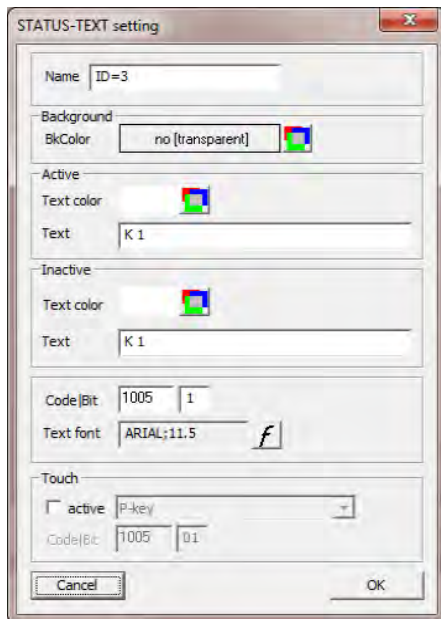 STATUS-TEXT setting
Name ID=3
Background
BkColor no [transparent]
Active
Text color
Text K 1
Inactive
Text color
Text K 1
Code|Bit 1005 1
Text font ARIAL;11.5 f
Touch
active P-key
Code|Bit 1005 01
Cancel OK